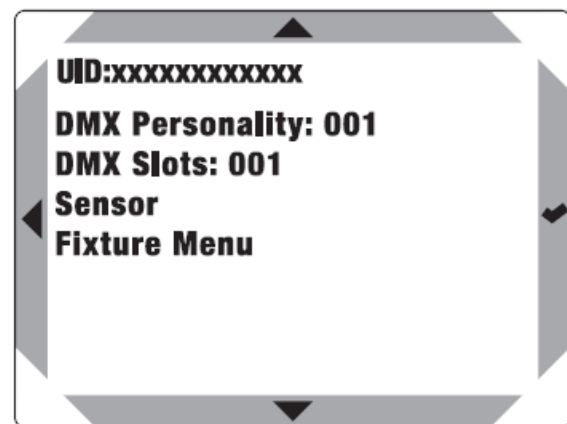 UID:xxxxxxxxxxxx
DMX Personality: 001
DMX Slots: 001
Sensor
Fixture Menu